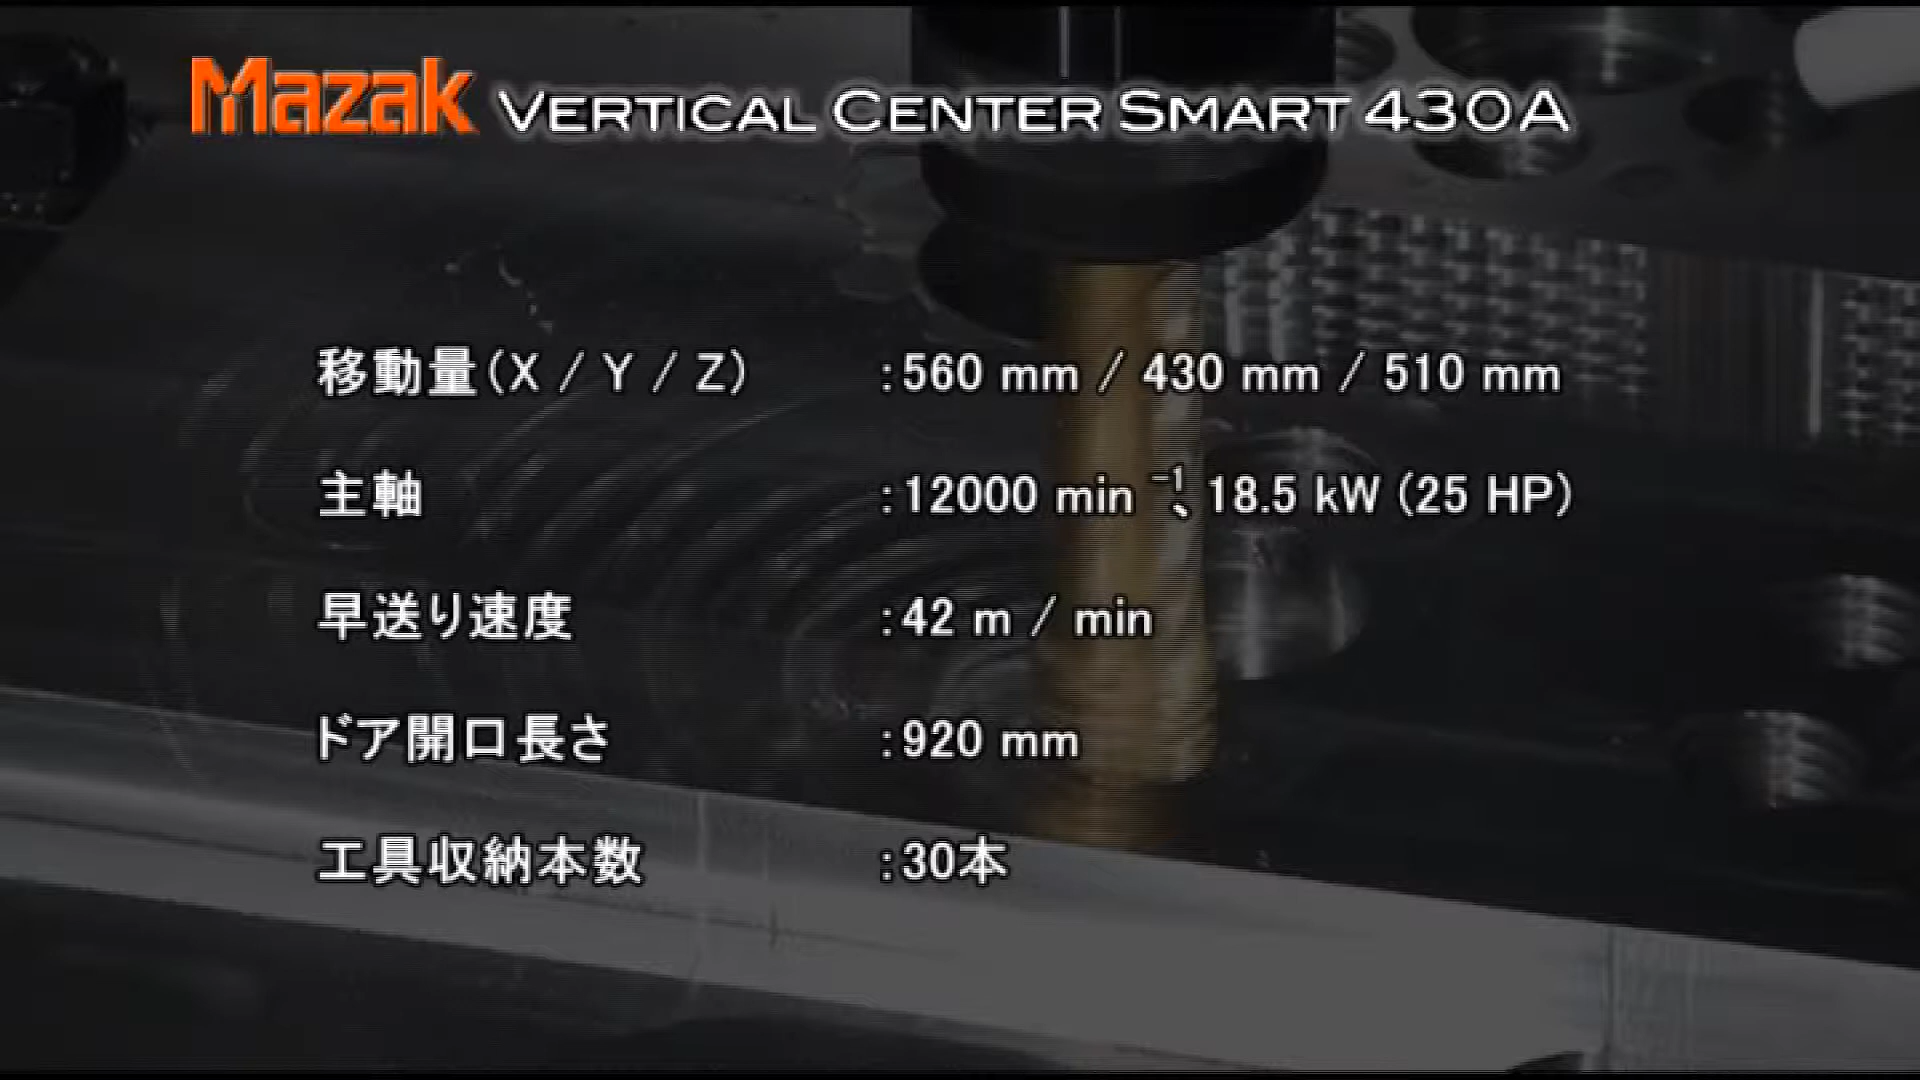 Mazak VERTICAL CENTER SMART 430A
移動量(X / Y / Z) :560 mm / 430 mm / 510 mm
主軸 :12000 min⁻¹、18.5 kW (25 HP)
早送り速度 :42 m / min
ドア開口長さ :920 mm
工具収納本数 :30本